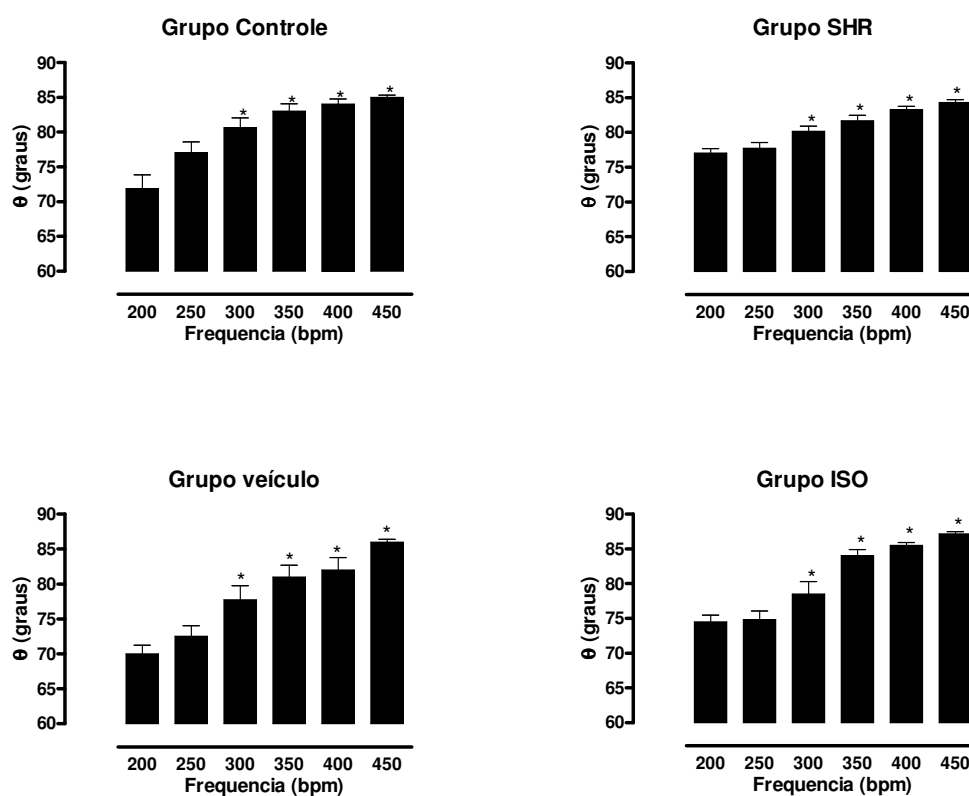 Grupo Controle
90
85
80
75
70
65
60
θ (graus)
* * * *
200 250 300 350 400 450
Frequencia (bpm)
Grupo SHR
90
85
80
75
70
65
60
θ (graus)
* * * *
200 250 300 350 400 450
Frequencia (bpm)
Grupo veículo
90
85
80
75
70
65
60
θ (graus)
* * * *
200 250 300 350 400 450
Frequencia (bpm)
Grupo ISO
90
85
80
75
70
65
60
θ (graus)
* * * *
200 250 300 350 400 450
Frequencia (bpm)